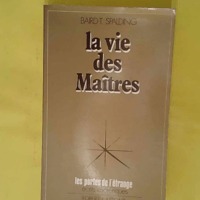 BAIRD T. SPALDING
la vie
des
Maîtres
les portes de l'étrange